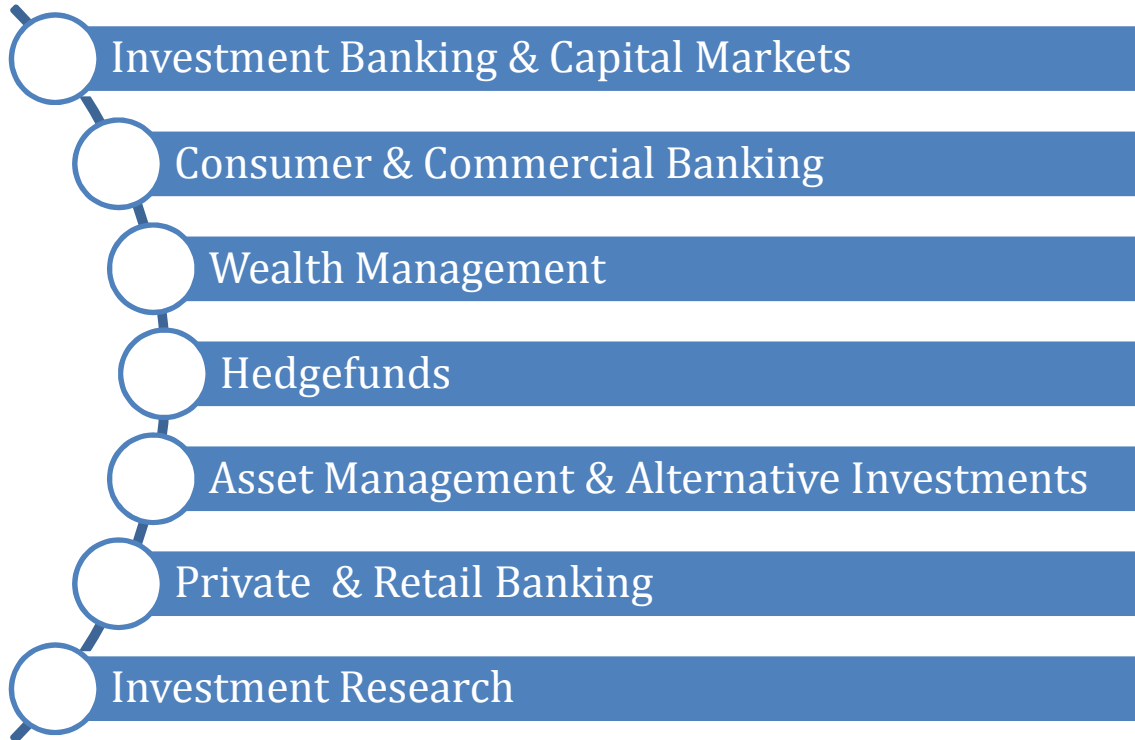 Investment Banking & Capital Markets
Consumer & Commercial Banking
Wealth Management
Hedgefunds
Asset Management & Alternative Investments
Private  & Retail Banking
Investment Research